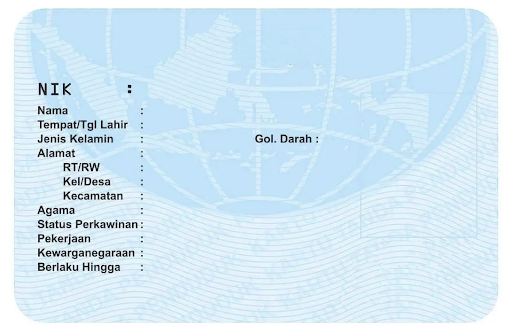 NIK :
Nama :
Tempat/Tgl Lahir :
Jenis Kelamin : Gol. Darah :
Alamat :
RT/RW :
Kel/Desa :
Kecamatan :
Agama :
Status Perkawinan :
Pekerjaan :
Kewarganegaraan :
Berlaku Hingga :